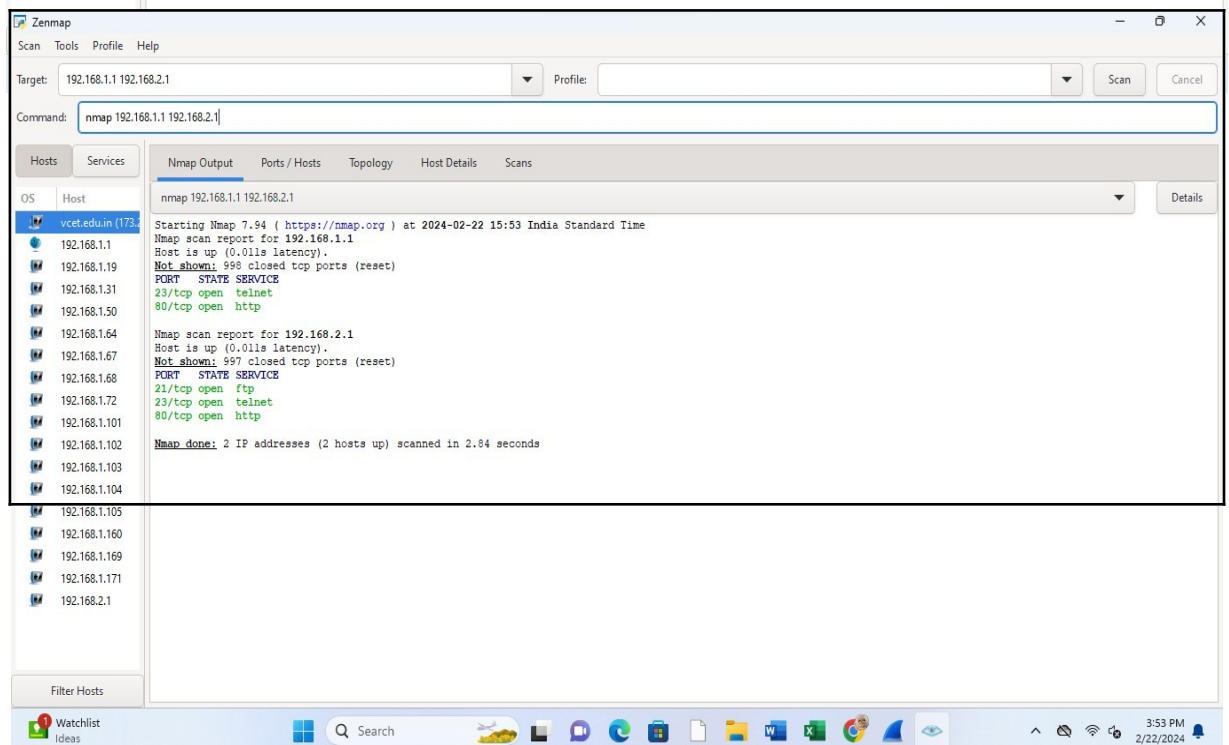 Zenmap
Scan Tools Profile Help
Target: 192.168.1.1 192.168.2.1 Profile: Scan Cancel
Command: nmap 192.168.1.1 192.168.2.1
Hosts Services Nmap Output Ports / Hosts Topology Host Details Scans
OS Host nmap 192.168.1.1 192.168.2.1 Details
vcet.edu.in (173.2
192.168.1.1
192.168.1.19
192.168.1.31
192.168.1.50
192.168.1.64
192.168.1.67
192.168.1.68
192.168.1.72
192.168.1.101
192.168.1.102
192.168.1.103
192.168.1.104
192.168.1.105
192.168.1.160
192.168.1.169
192.168.1.171
192.168.2.1
Filter Hosts
Starting Nmap 7.94 ( https://nmap.org ) at 2024-02-22 15:53 India Standard Time
Nmap scan report for 192.168.1.1
Host is up (0.011s latency).
Not shown: 998 closed tcp ports (reset)
PORT STATE SERVICE
23/tcp open telnet
80/tcp open http
Nmap scan report for 192.168.2.1
Host is up (0.011s latency).
Not shown: 997 closed tcp ports (reset)
PORT STATE SERVICE
21/tcp open ftp
23/tcp open telnet
80/tcp open http
Nmap done: 2 IP addresses (2 hosts up) scanned in 2.84 seconds
1
Watchlist
Ideas
Search
3:53 PM
2/22/2024